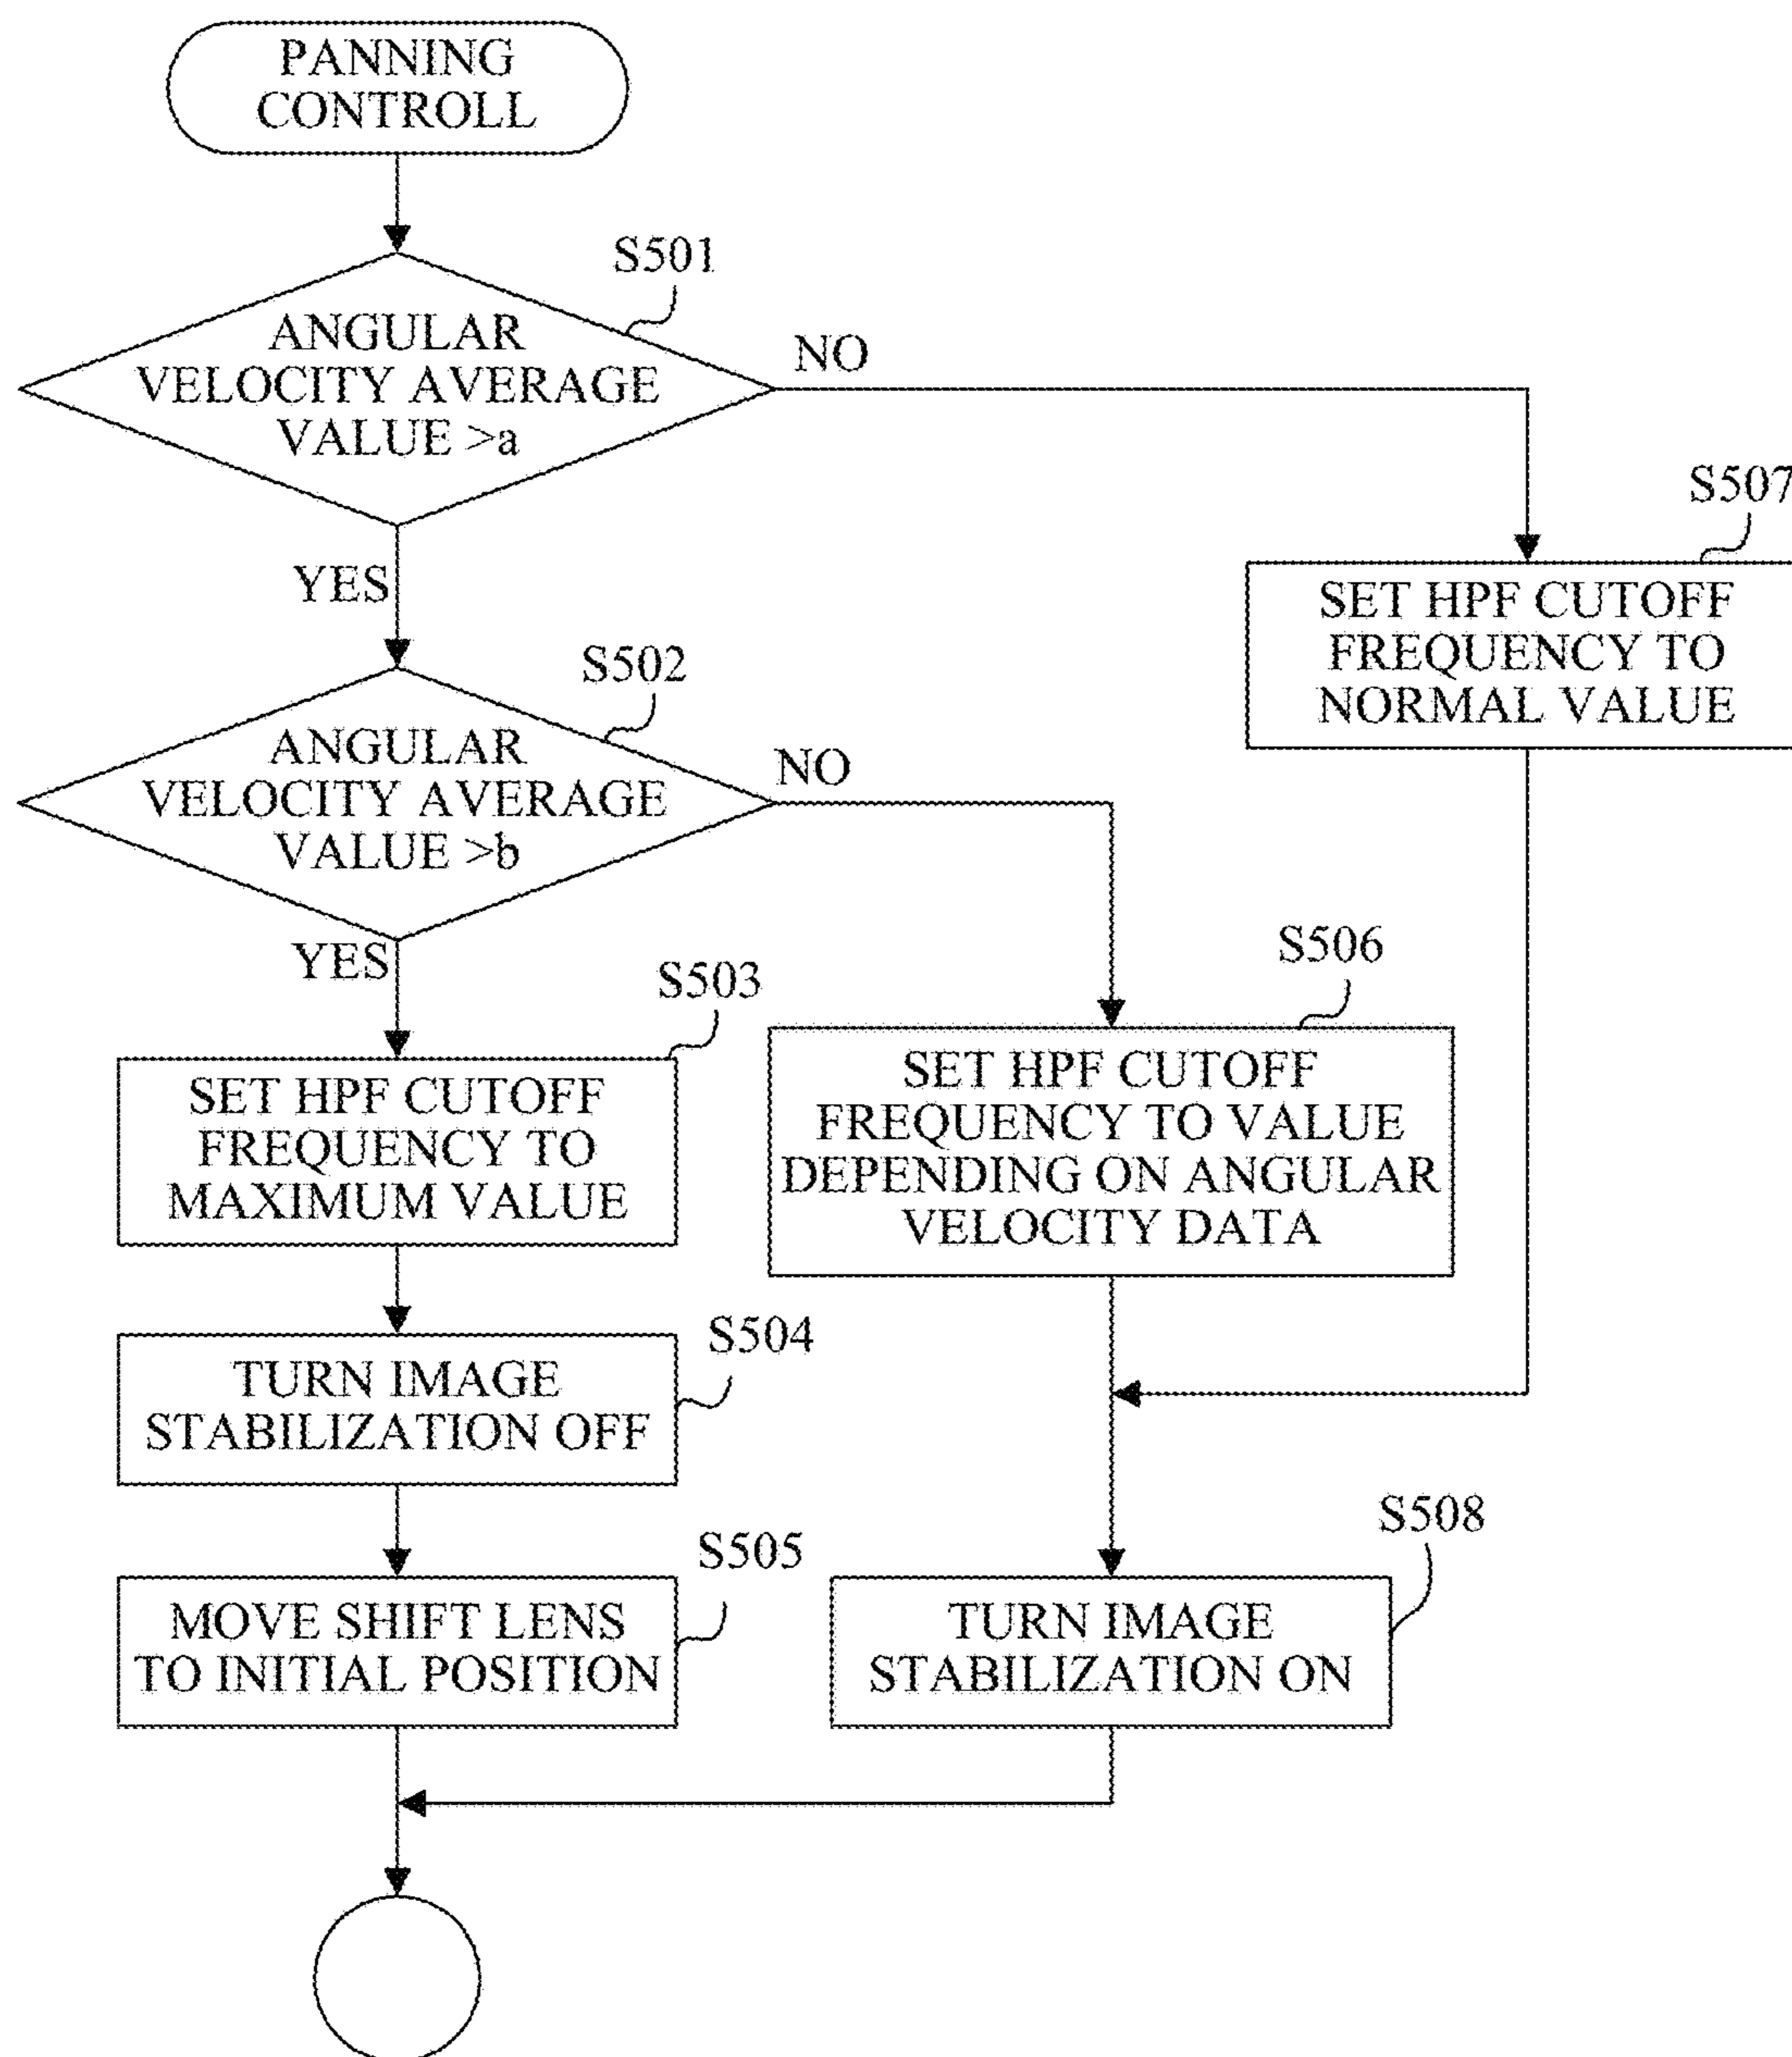 PANNING
CONTROLL
S501
ANGULAR
VELOCITY AVERAGE
VALUE >a
NO
YES
S507
SET HPF CUTOFF
FREQUENCY TO
NORMAL VALUE
S502
ANGULAR
VELOCITY AVERAGE
VALUE >b
NO
YES
S503
SET HPF CUTOFF
FREQUENCY TO
MAXIMUM VALUE
S506
SET HPF CUTOFF
FREQUENCY TO VALUE
DEPENDING ON ANGULAR
VELOCITY DATA
S504
TURN IMAGE
STABILIZATION OFF
S505
MOVE SHIFT LENS
TO INITIAL POSITION
S508
TURN IMAGE
STABILIZATION ON